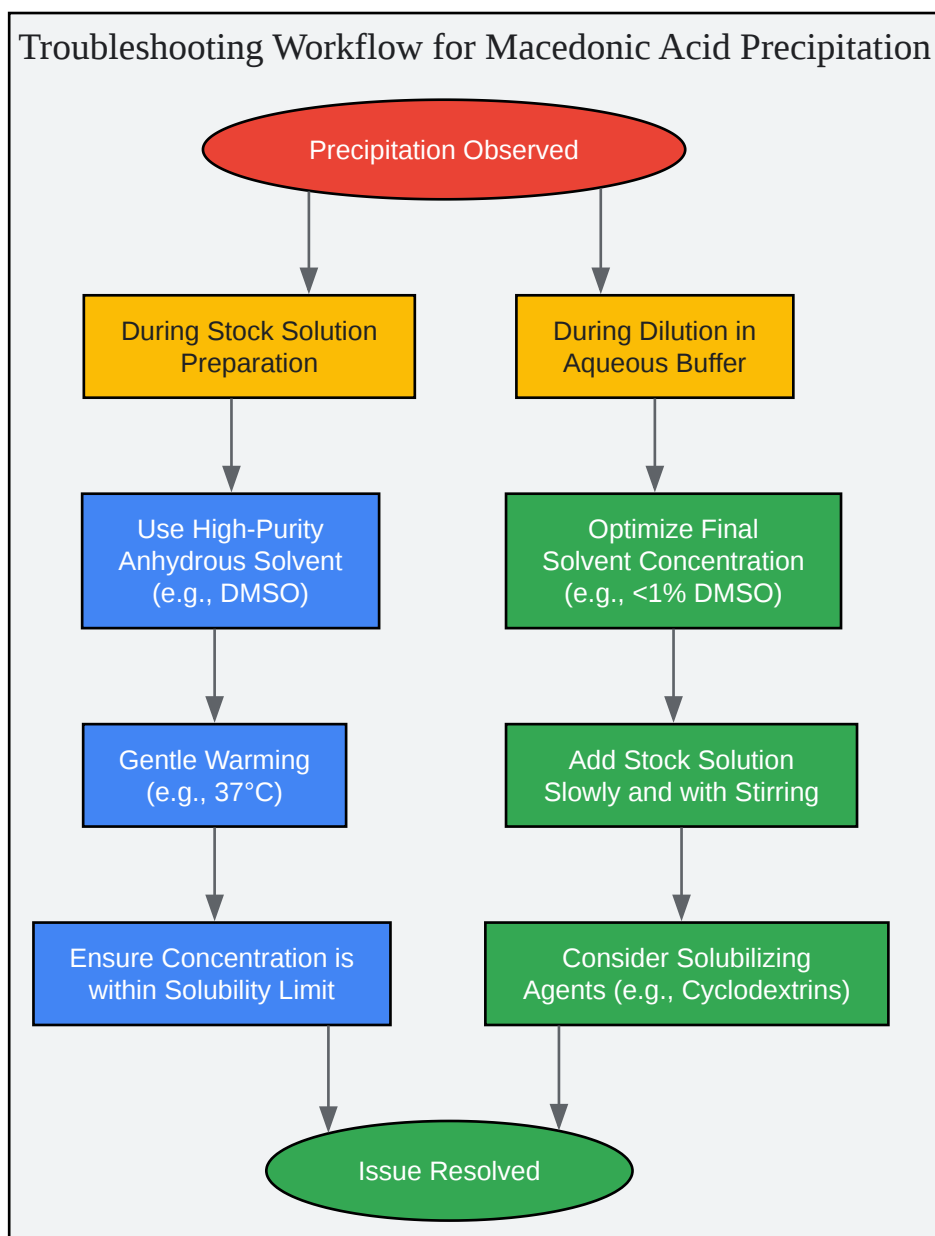 Troubleshooting Workflow for Macedonic Acid Precipitation
Precipitation Observed
During Stock Solution
Preparation
During Dilution in
Aqueous Buffer
Use High-Purity
Anhydrous Solvent
(e.g., DMSO)
Optimize Final
Solvent Concentration
(e.g., <1% DMSO)
Gentle Warming
(e.g., 37°C)
Add Stock Solution
Slowly and with Stirring
Ensure Concentration is
within Solubility Limit
Consider Solubilizing
Agents (e.g., Cyclodextrins)
Issue Resolved